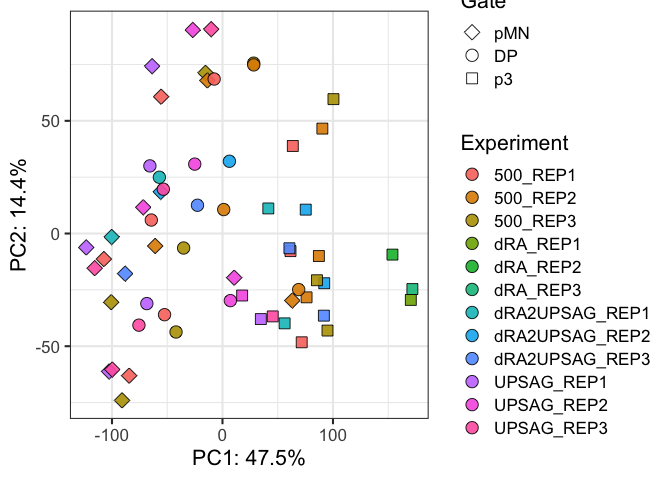 Gate
pMN
DP
p3
Experiment
500_REP1
500_REP2
500_REP3
dRA_REP1
dRA_REP2
dRA_REP3
dRA2UPSAG_REP1
dRA2UPSAG_REP2
dRA2UPSAG_REP3
UPSAG_REP1
UPSAG_REP2
UPSAG_REP3
50
0
-50
PC2: 14.4%
-100
0
100
PC1: 47.5%